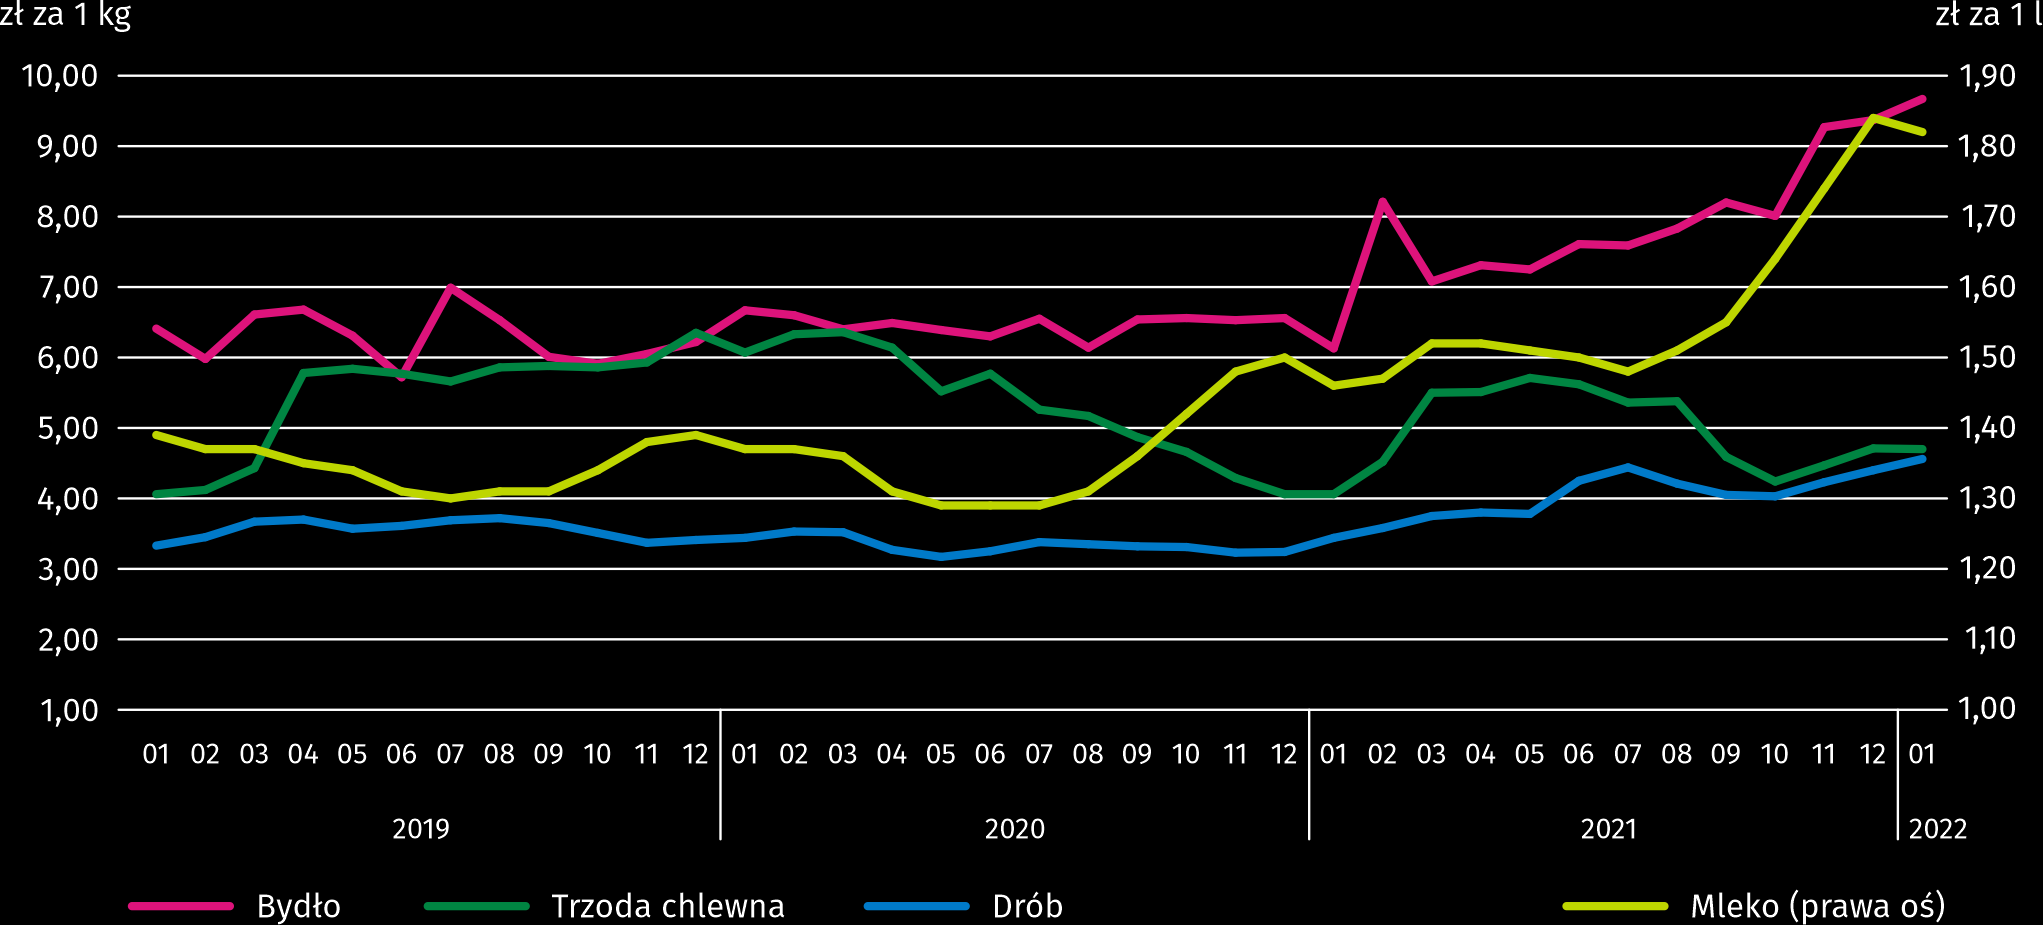 zł za 1 kg zł za 1 l
10,00 1,90
9,00 1,80
8,00 1,70
7,00 1,60
6,00 1,50
5,00 1,40
4,00 1,30
3,00 1,20
2,00 1,10
1,00 1,00
01 02 03 04 05 06 07 08 09 10 11 12 01 02 03 04 05 06 07 08 09 10 11 12 01 02 03 04 05 06 07 08 09 10 11 12 01
2019 2020 2021 2022
Bydło Trzoda chlewna Drób Mleko (prawa oś)